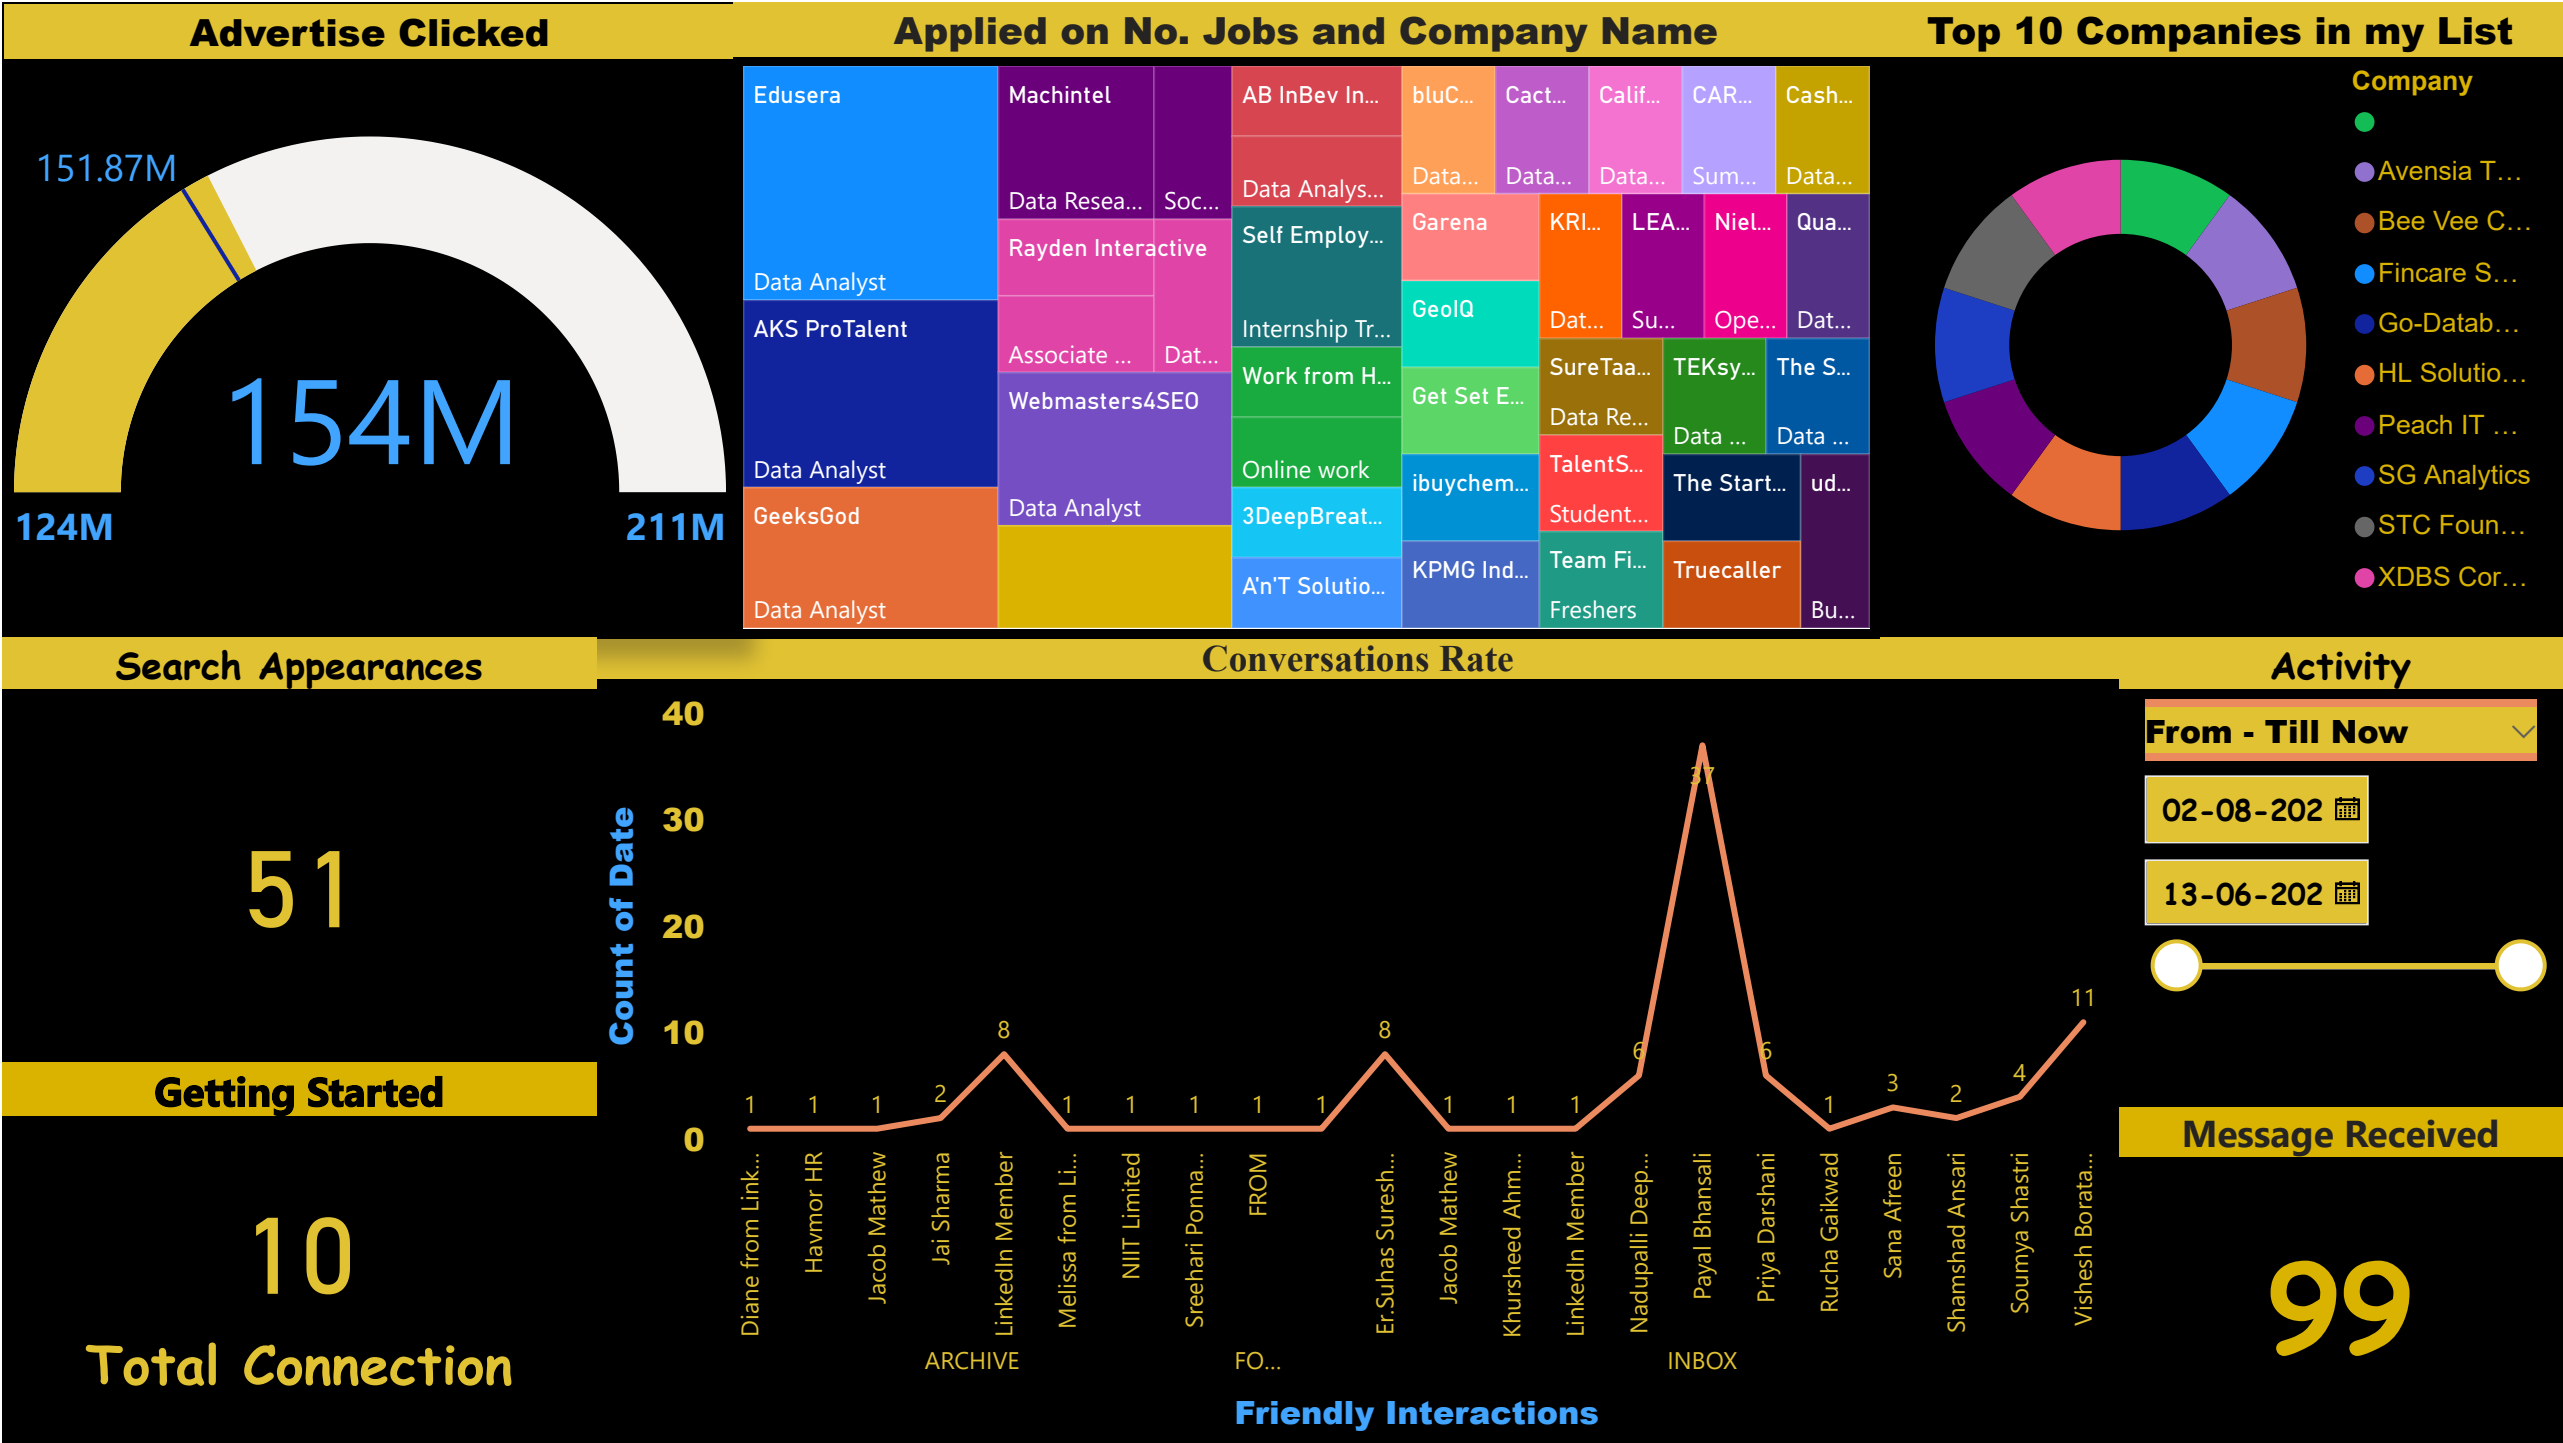 Advertise Clicked
151.87M
154M
124M
211M
Applied on No. Jobs and Company Name
Edusera
Data Analyst
AKS ProTalent
Data Analyst
GeeksGod
Data Analyst
Machintel
Data Resea...
Soc...
Rayden Interactive
Associate ...
Dat...
Webmasters4SEO
Data Analyst
AB InBev In...
Data Analys...
Self Employ...
Internship Tr...
Work from H...
Online work
3DeepBreat...
A'n'T Solutio...
bluC...
Data...
Cact...
Data...
Calif...
Data...
CAR...
Sum...
Cash...
Data...
Garena
GeoIQ
Get Set E...
ibuychem...
KPMG Ind...
KRI...
Dat...
LEA...
Su...
Niel...
Ope...
Qua...
Dat...
SureTaa...
Data Re...
TEKsy...
Data ...
The S...
Data ...
TalentS...
Student...
Team Fi...
Freshers
The Start...
Truecaller
ud...
Bu...
Top 10 Companies in my List
Company
Avensia T...
Bee Vee C...
Fincare S...
Go-Datab...
HL Solutio...
Peach IT ...
SG Analytics
STC Foun...
XDBS Cor...
Search Appearances
51
Getting Started
10
Total Connection
Conversations Rate
Count of Date
40
30
20
10
0
1
1
1
2
8
1
1
1
1
1
8
1
1
1
6
37
6
1
3
2
4
11
Diane from Link...
Havmor HR
Jacob Mathew
Jai Sharma
LinkedIn Member
Melissa from Li...
NIIT Limited
Sreehari Ponna...
FROM
Er.Suhas Suresh...
Jacob Mathew
Khursheed Ahm...
LinkedIn Member
Nadupalli Deep...
Payal Bhansali
Priya Darshani
Rucha Gaikwad
Sana Afreen
Shamshad Ansari
Soumya Shastri
Vishesh Borata...
ARCHIVE
FO...
INBOX
Friendly Interactions
Activity
From - Till Now
02-08-202
13-06-202
Message Received
99